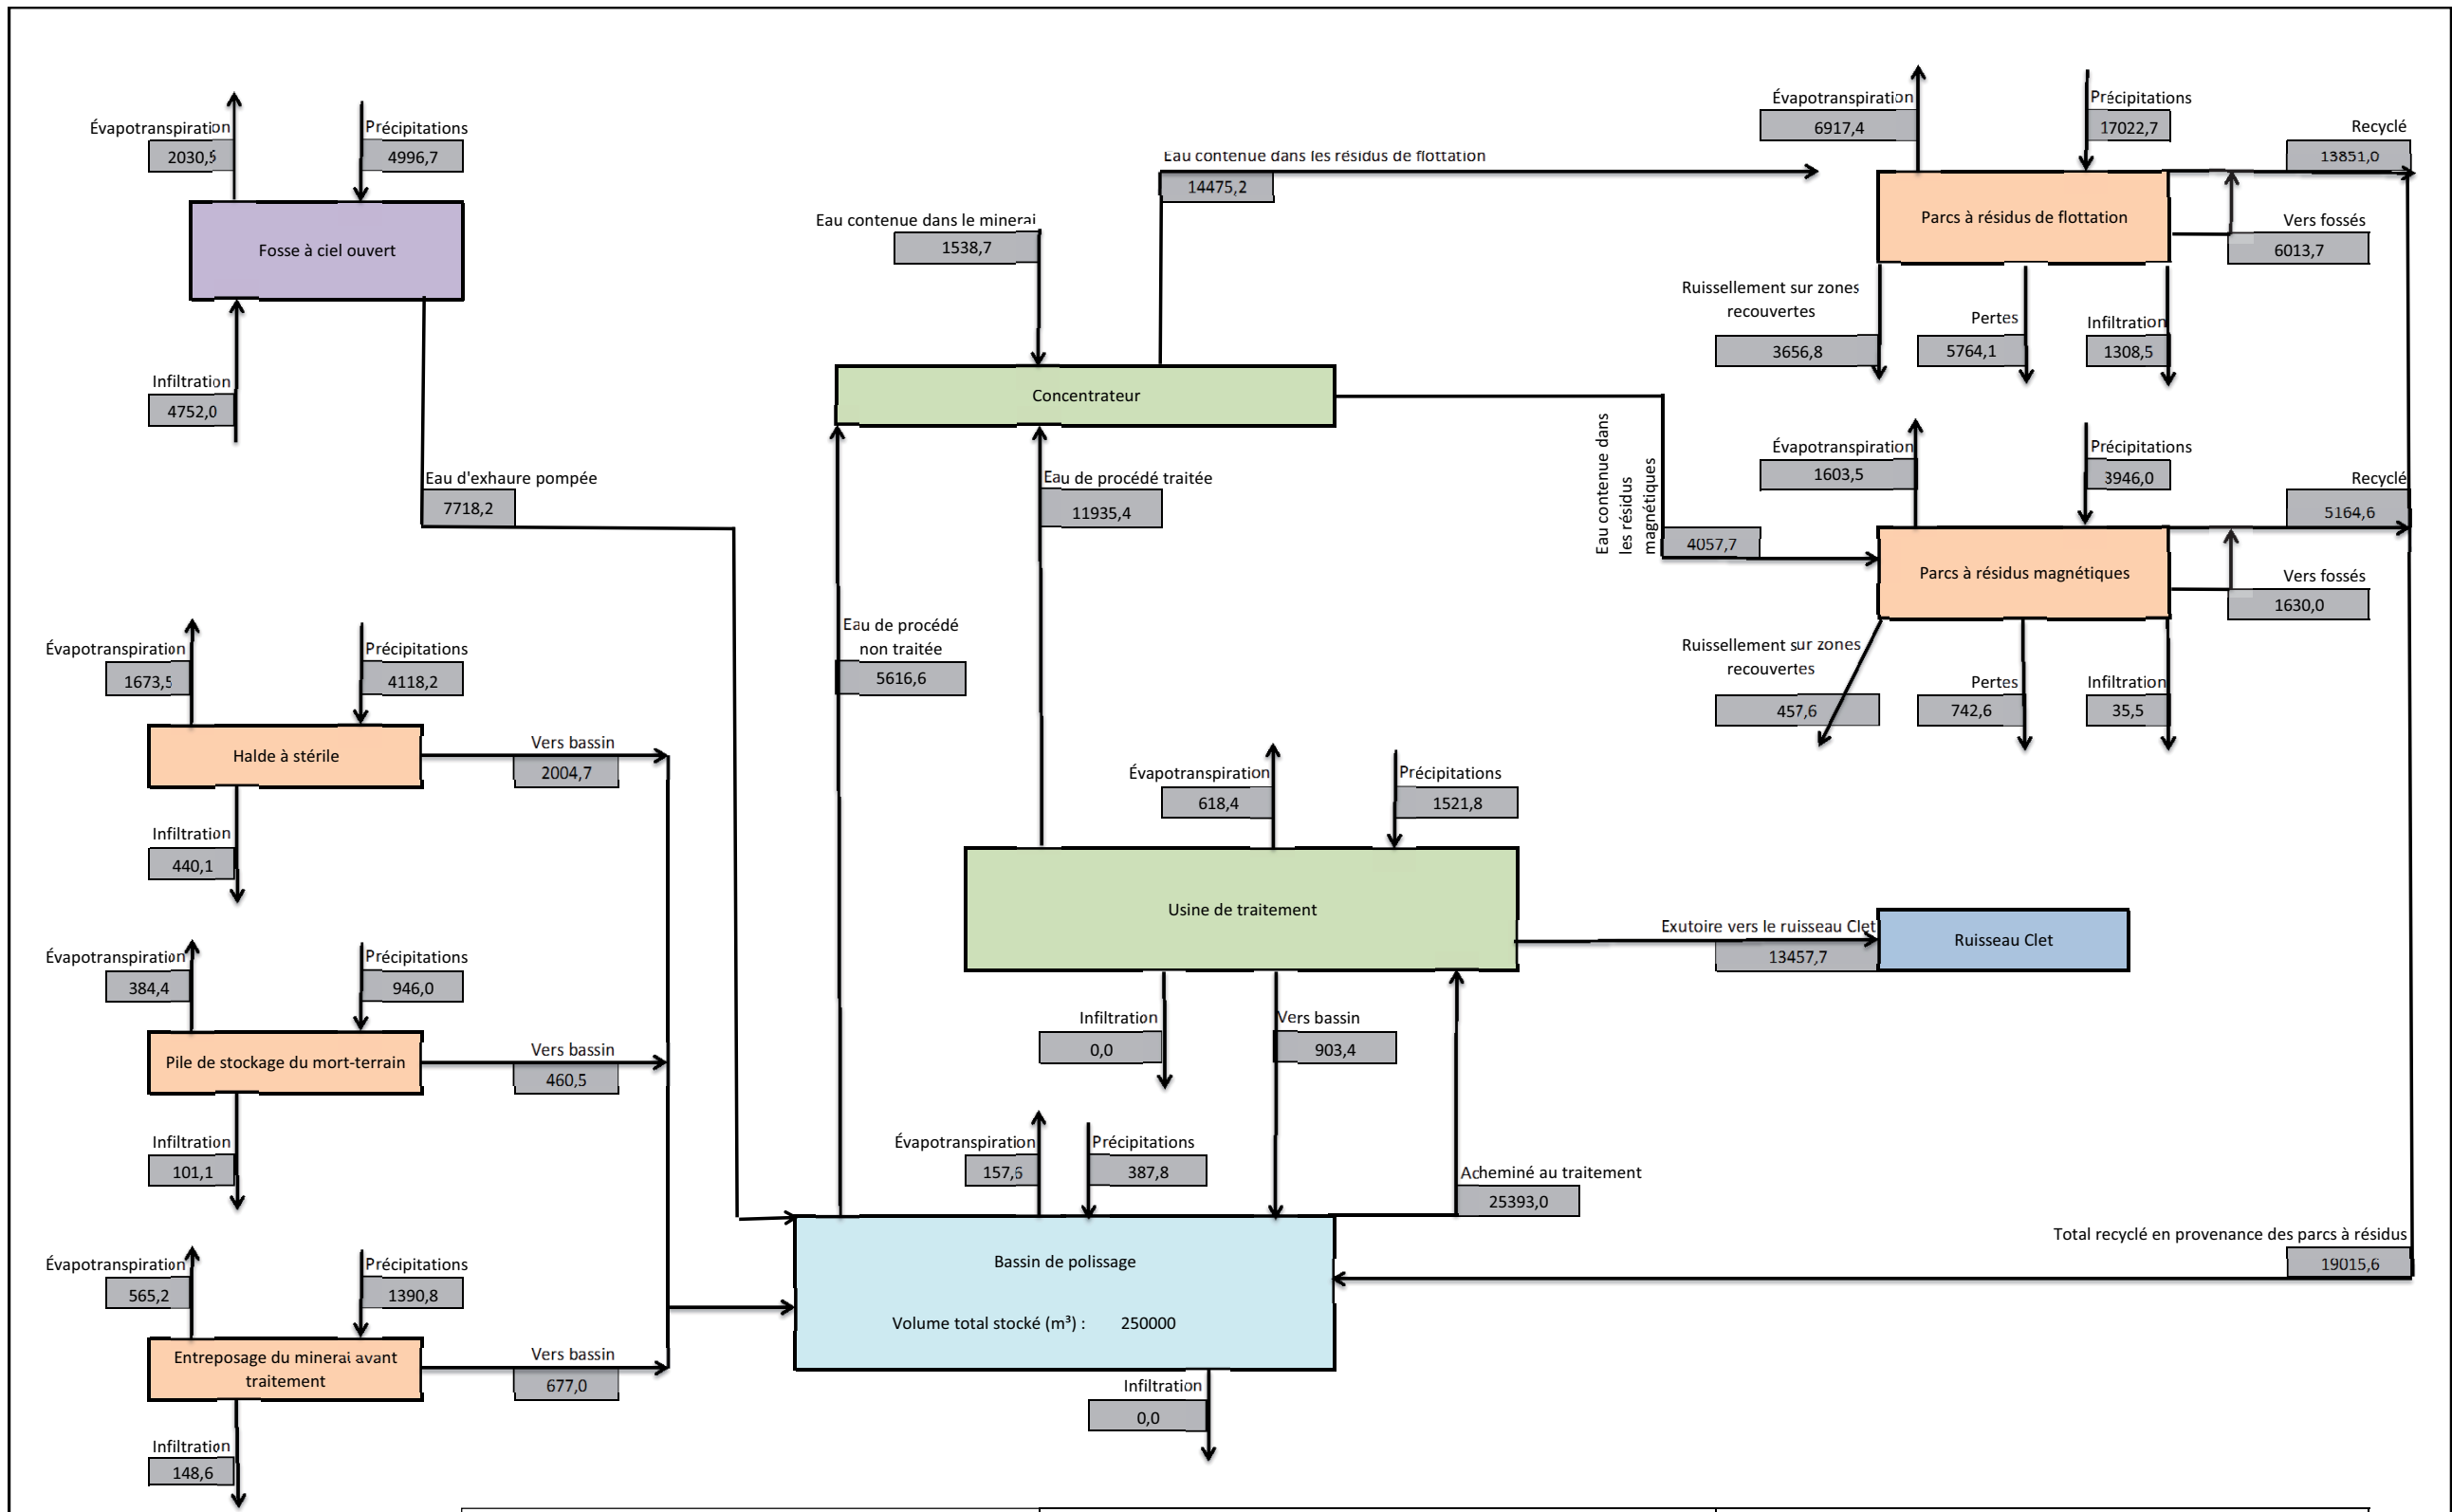 Évapotranspiration
2030,5
Précipitations
4996,7
Fosse à ciel ouvert
Infiltration
4752,0
Eau d'exhaure pompée
7718,2
Évapotranspiration
1673,5
Précipitations
4118,2
Halde à stérile
Vers bassin
2004,7
Infiltration
440,1
Évapotranspiration
384,4
Précipitations
946,0
Pile de stockage du mort-terrain
Vers bassin
460,5
Infiltration
101,1
Évapotranspiration
565,2
Précipitations
1390,8
Entreposage du minerai avant
traitement
Vers bassin
677,0
Infiltration
148,6
Eau contenue dans les résidus de flottation
14475,2
Eau contenue dans le minerai
1538,7
Concentrateur
Eau de procédé traitée
11935,4
Eau de procédé
non traitée
5616,6
Eau contenue dans
les résidus
magnétiques
4057,7
Évapotranspiration
618,4
Précipitations
1521,8
Usine de traitement
Exutoire vers le ruisseau Clet
13457,7
Ruisseau Clet
Infiltration
0,0
Vers bassin
903,4
Évapotranspiration
157,6
Précipitations
387,8
Acheminé au traitement
25393,0
Bassin de polissage
Volume total stocké (m³) : 250000
Infiltration
0,0
Évapotranspiration
6917,4
Précipitations
17022,7
Recyclé
13851,0
Parcs à résidus de flottation
Vers fossés
6013,7
Ruissellement sur zones
recouvertes
3656,8
Pertes
5764,1
Infiltration
1308,5
Évapotranspiration
1603,5
Précipitations
3946,0
Recyclé
5164,6
Parcs à résidus magnétiques
Vers fossés
1630,0
Ruissellement sur zones
recouvertes
457,6
Pertes
742,6
Infiltration
35,5
Total recyclé en provenance des parcs à résidus
19015,6